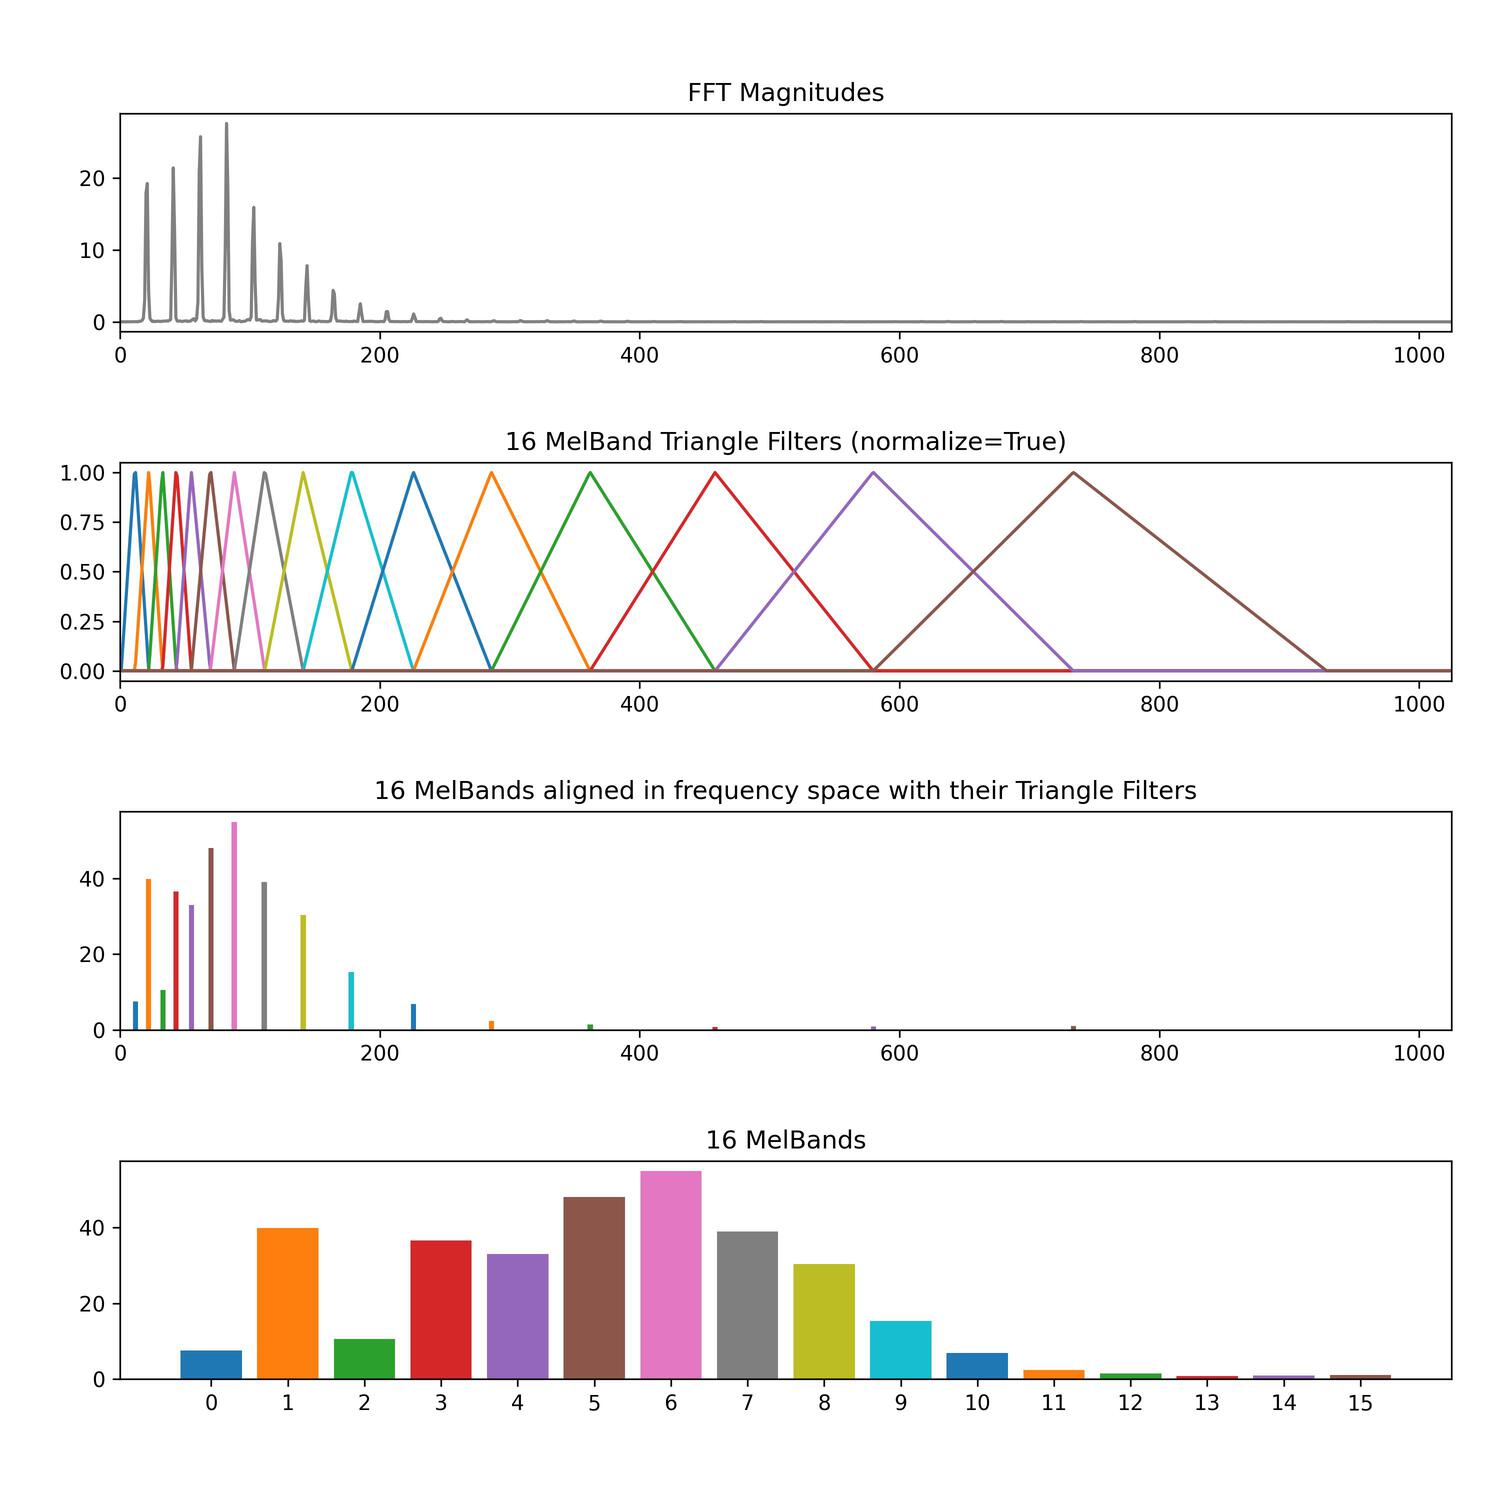 FFT Magnitudes
20
10
0
0 200 400 600 800 1000
16 MelBand Triangle Filters (normalize=True)
1.00
0.75
0.50
0.25
0.00
0 200 400 600 800 1000
16 MelBands aligned in frequency space with their Triangle Filters
40
20
0
0 200 400 600 800 1000
16 MelBands
40
20
0
0 1 2 3 4 5 6 7 8 9 10 11 12 13 14 15